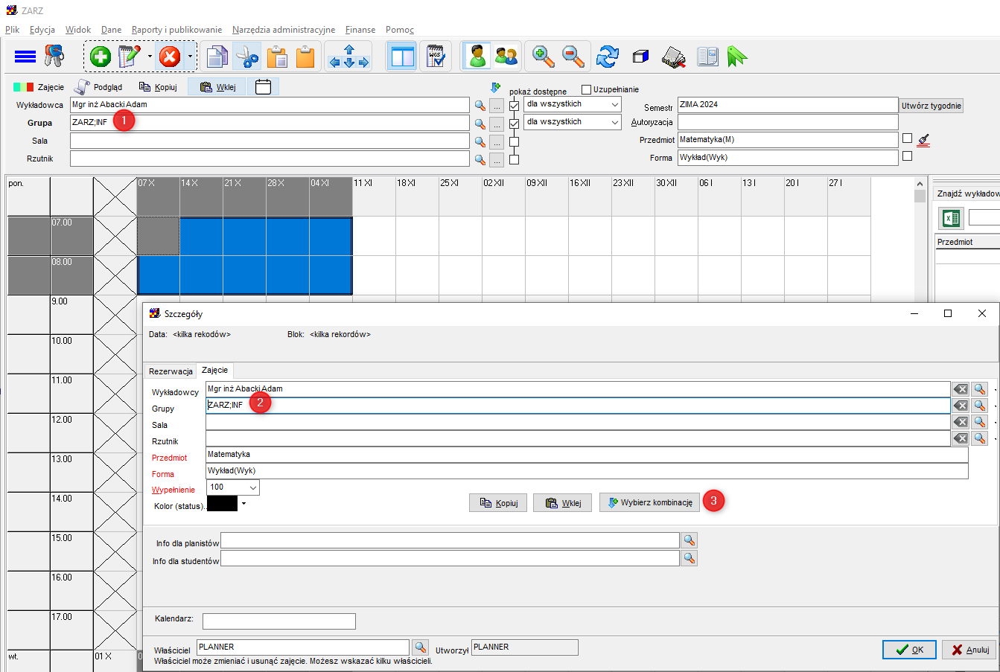 ZARZ
Plik Edycja Widok Dane Raporty i publikowanie Narzędzia administracyjne Finanse Pomoc
WGS
Zajęcie Podgląd Kopiuj Wklej
pokaż dostępne Uzupełnianie
Wykładowca Mgr inż Abacki Adam ... dla wszystkich Semestr ZIMA 2024 Utwórz tygodnie
Grupa ZARZ;INF 1 ... dla wszystkich Autoryzacja
Sala ... Przedmiot Matematyka(M)
Rzutnik ... Forma Wykład(Wyk)
pon. 07 X 14 X 21 X 28 X 04 XI 11 XI 18 XI 25 XI 02 XII 09 XII 16 XII 23 XII 30 XII 06 I 13 I 20 I 27 I
Znajdź wykładow
07.00
Przedmiot
08.00
9.00
10.00
11.00
12.00
13.00
14.00
15.00
16.00
17.00
wt. 01 X
Szczegóły
Data: <kilka rekodów> Blok: <kilka rekordów>
Rezerwacja Zajęcie
Wykładowcy Mgr inż Abacki Adam
Grupy ZARZ;INF 2
Sala
Rzutnik
Przedmiot Matematyka
Forma Wykład(Wyk)
Wypełnienie 100
Kolor (status). Kopiuj Wklej Wybierz kombinację 3
Info dla planistów
Info dla studentów
Kalendarz:
Właściciel PLANNER Utworzył PLANNER OK Anuluj
Właściciel może zmieniać i usunąć zajęcie. Możesz wskazać kilku właścicieli.